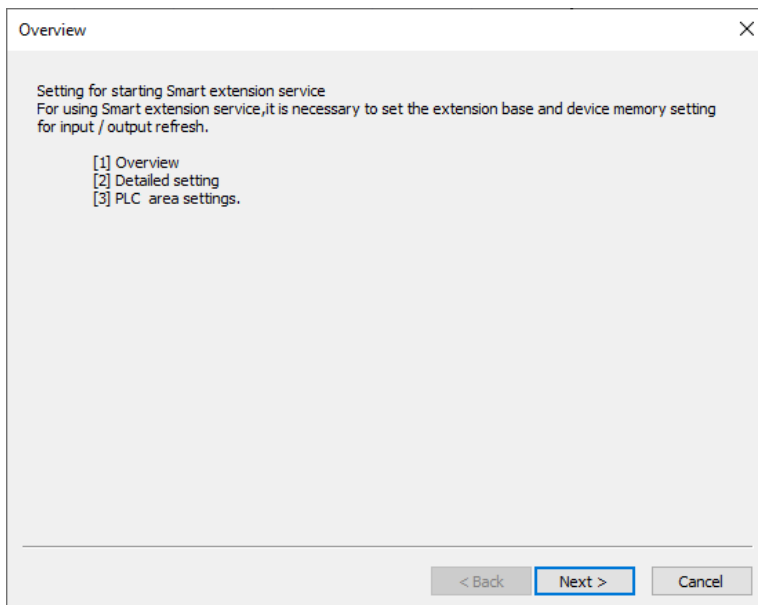 Overview
Setting for starting Smart extension service
For using Smart extension service,it is necessary to set the extension base and device memory setting
for input / output refresh.
[1] Overview
[2] Detailed setting
[3] PLC  area settings.
< Back
Next >
Cancel